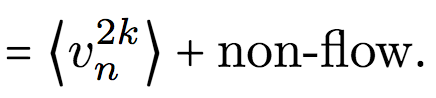 = ⟨v_n^{2k}⟩ + non-flow.